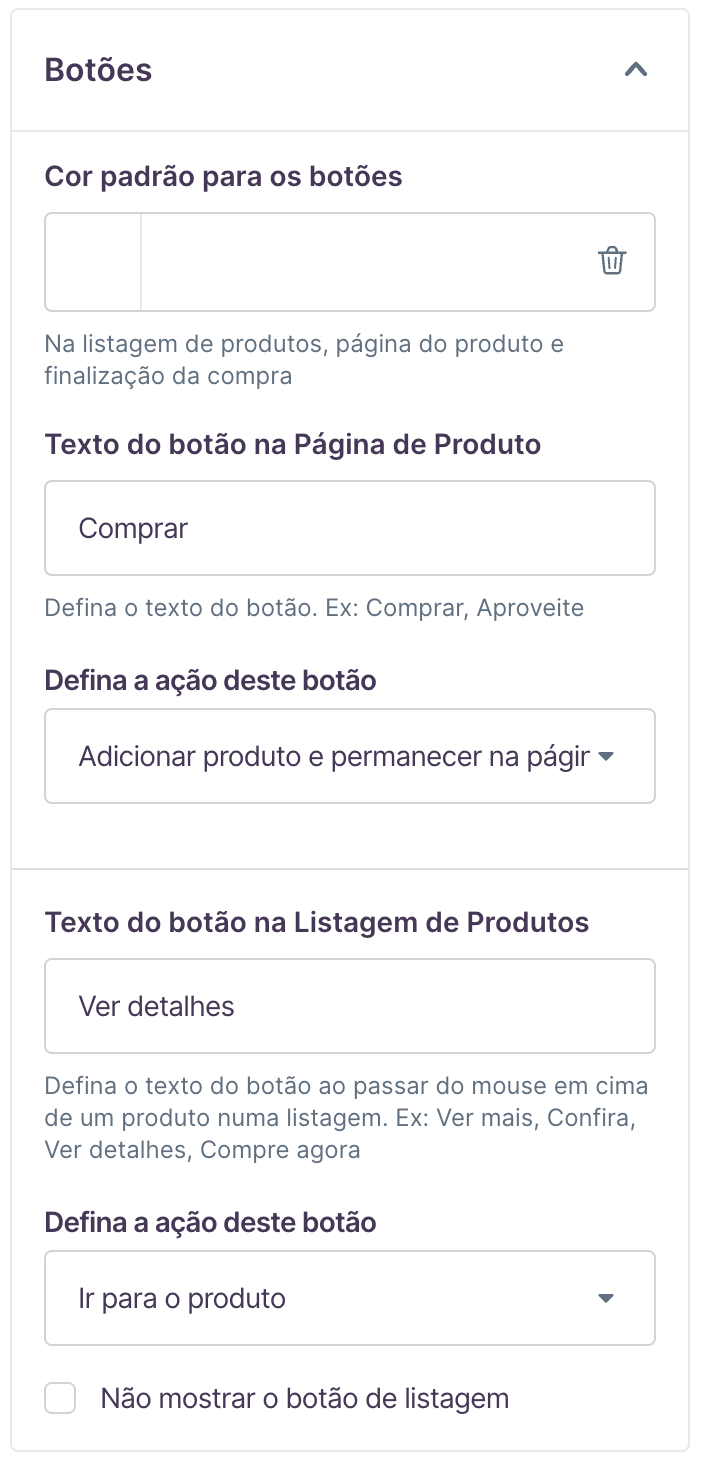 Botões
Cor padrão para os botões
Na listagem de produtos, página do produto e
finalização da compra
Texto do botão na Página de Produto
Comprar
Defina o texto do botão. Ex: Comprar, Aproveite
Defina a ação deste botão
Adicionar produto e permanecer na págin
Texto do botão na Listagem de Produtos
Ver detalhes
Defina o texto do botão ao passar do mouse em cima
de um produto numa listagem. Ex: Ver mais, Confira,
Ver detalhes, Compre agora
Defina a ação deste botão
Ir para o produto
Não mostrar o botão de listagem